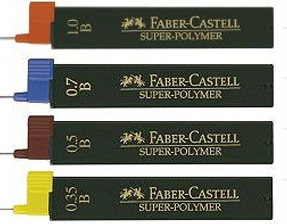 1.0
B
FABER-CASTELL
SUPER-POLYMER
0.7
B
FABER-CASTELL
SUPER-POLYMER
0.5
B
FABER-CASTELL
SUPER-POLYMER
0.35
B
FABER-CASTELL
SUPER-POLYMER